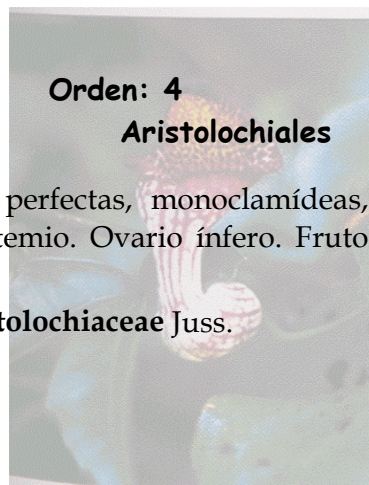 Orden: 4
Aristolochiales
perfectas, monoclamídeas,
temio. Ovario ínfero. Fruto
tolochiaceae Juss.